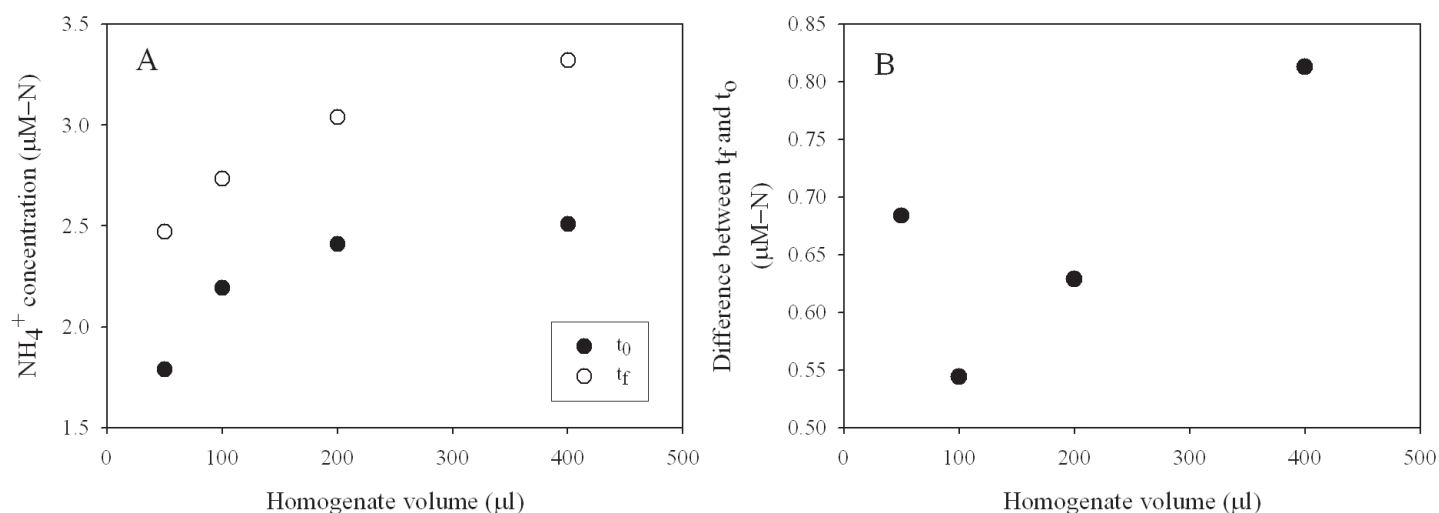 A
NH4+ concentration (μM−N)
3.5
3.0
2.5
2.0
1.5
0
100
200
300
400
500
Homogenate volume (μl)
t0
tf
B
Difference between tf and to
(μM−N)
0.85
0.80
0.75
0.70
0.65
0.60
0.55
0.50
0
100
200
300
400
500
Homogenate volume (μl)